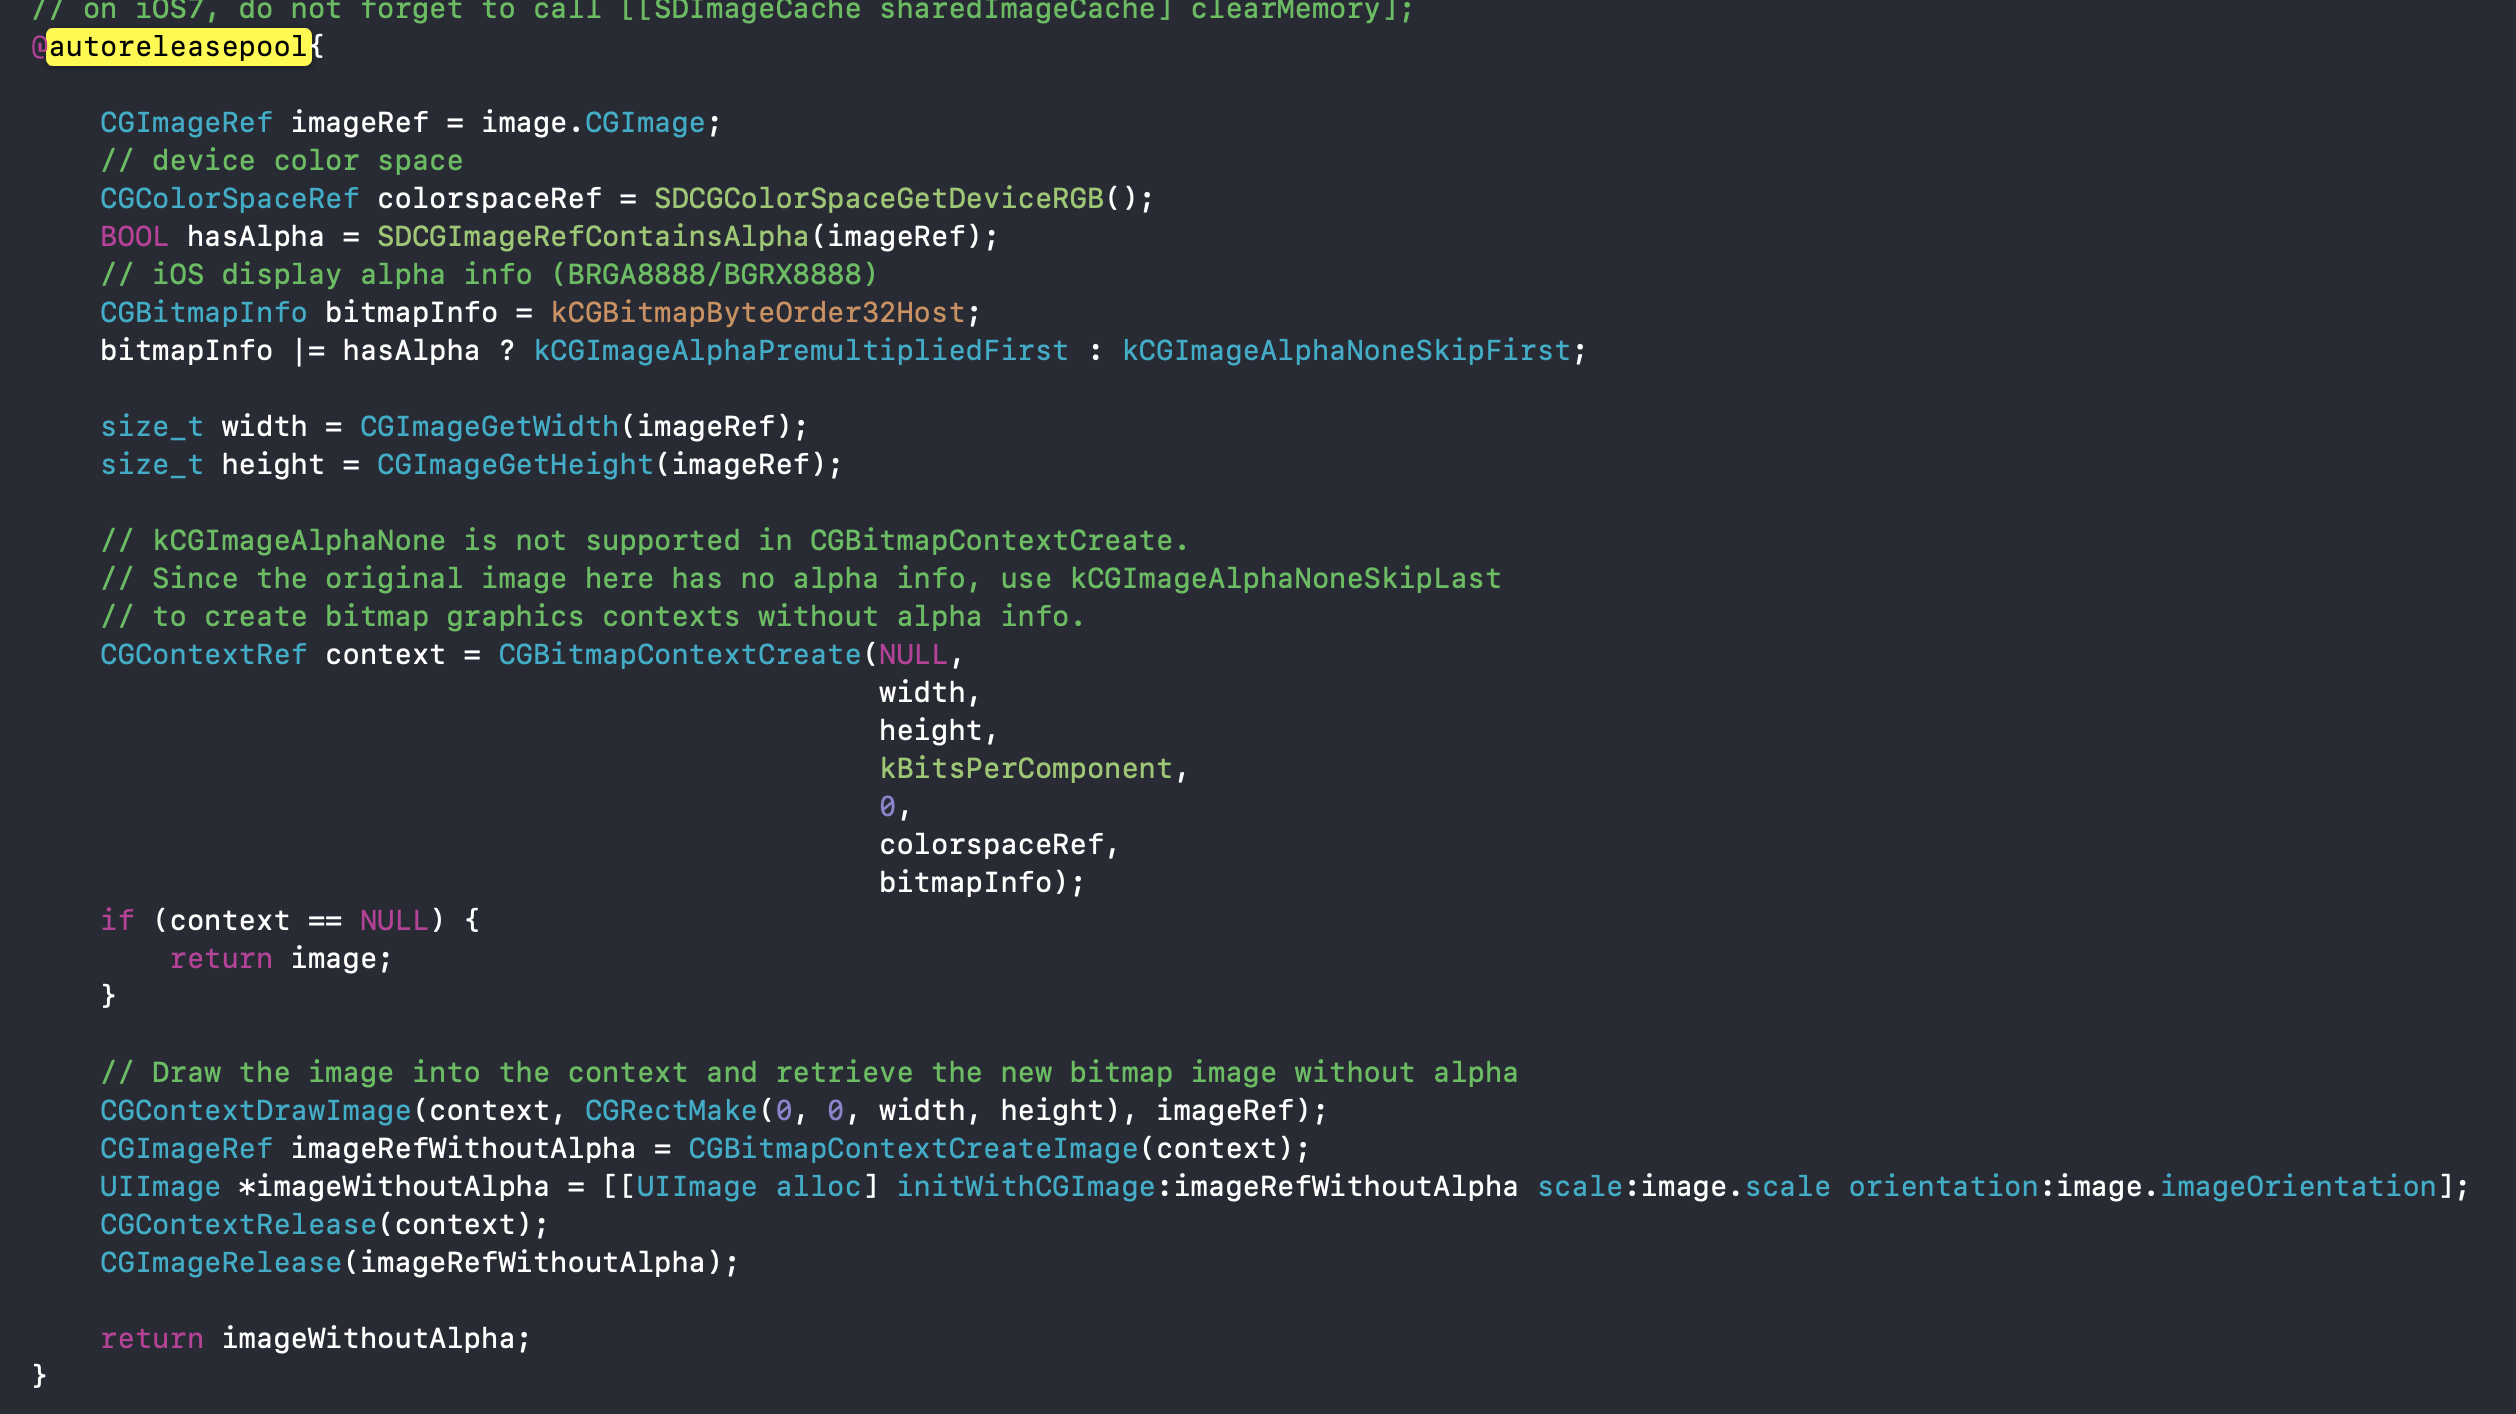 // on iOS7, do not forget to call [[SDImageCache sharedImageCache] clearMemory];
@autoreleasepool{
CGImageRef imageRef = image.CGImage;
// device color space
CGColorSpaceRef colorspaceRef = SDCGColorSpaceGetDeviceRGB();
BOOL hasAlpha = SDCGImageRefContainsAlpha(imageRef);
// iOS display alpha info (BRGA8888/BGRX8888)
CGBitmapInfo bitmapInfo = kCGBitmapByteOrder32Host;
bitmapInfo |= hasAlpha ? kCGImageAlphaPremultipliedFirst : kCGImageAlphaNoneSkipFirst;
size_t width = CGImageGetWidth(imageRef);
size_t height = CGImageGetHeight(imageRef);
// kCGImageAlphaNone is not supported in CGBitmapContextCreate.
// Since the original image here has no alpha info, use kCGImageAlphaNoneSkipLast
// to create bitmap graphics contexts without alpha info.
CGContextRef context = CGBitmapContextCreate(NULL,
width,
height,
kBitsPerComponent,
0,
colorspaceRef,
bitmapInfo);
if (context == NULL) {
return image;
}
// Draw the image into the context and retrieve the new bitmap image without alpha
CGContextDrawImage(context, CGRectMake(0, 0, width, height), imageRef);
CGImageRef imageRefWithoutAlpha = CGBitmapContextCreateImage(context);
UIImage *imageWithoutAlpha = [[UIImage alloc] initWithCGImage:imageRefWithoutAlpha scale:image.scale orientation:image.imageOrientation];
CGContextRelease(context);
CGImageRelease(imageRefWithoutAlpha);
return imageWithoutAlpha;
}